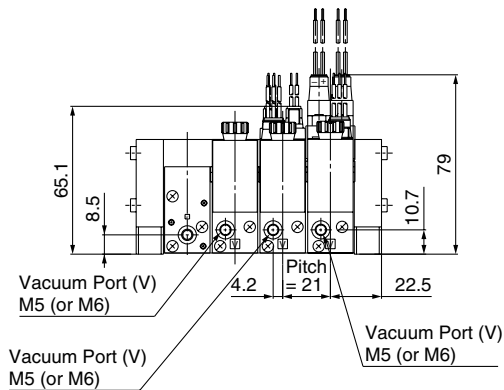 65.1
8.5
79
10.7
Pitch
4.2
= 21
22.5
V
V
V
Vacuum Port (V)
M5 (or M6)
Vacuum Port (V)
M5 (or M6)
Vacuum Port (V)
M5 (or M6)